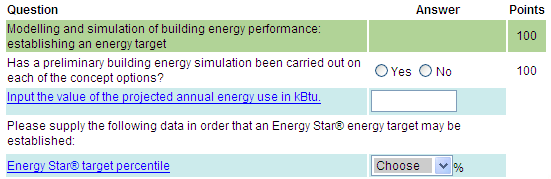 Question Answer Points
Modelling and simulation of building energy performance:
establishing an energy target 100
Has a preliminary building energy simulation been carried out on
each of the concept options? Yes No 100
Input the value of the projected annual energy use in kBtu.
Please supply the following data in order that an Energy Star® energy target may be
established:
Energy Star® target percentile Choose %